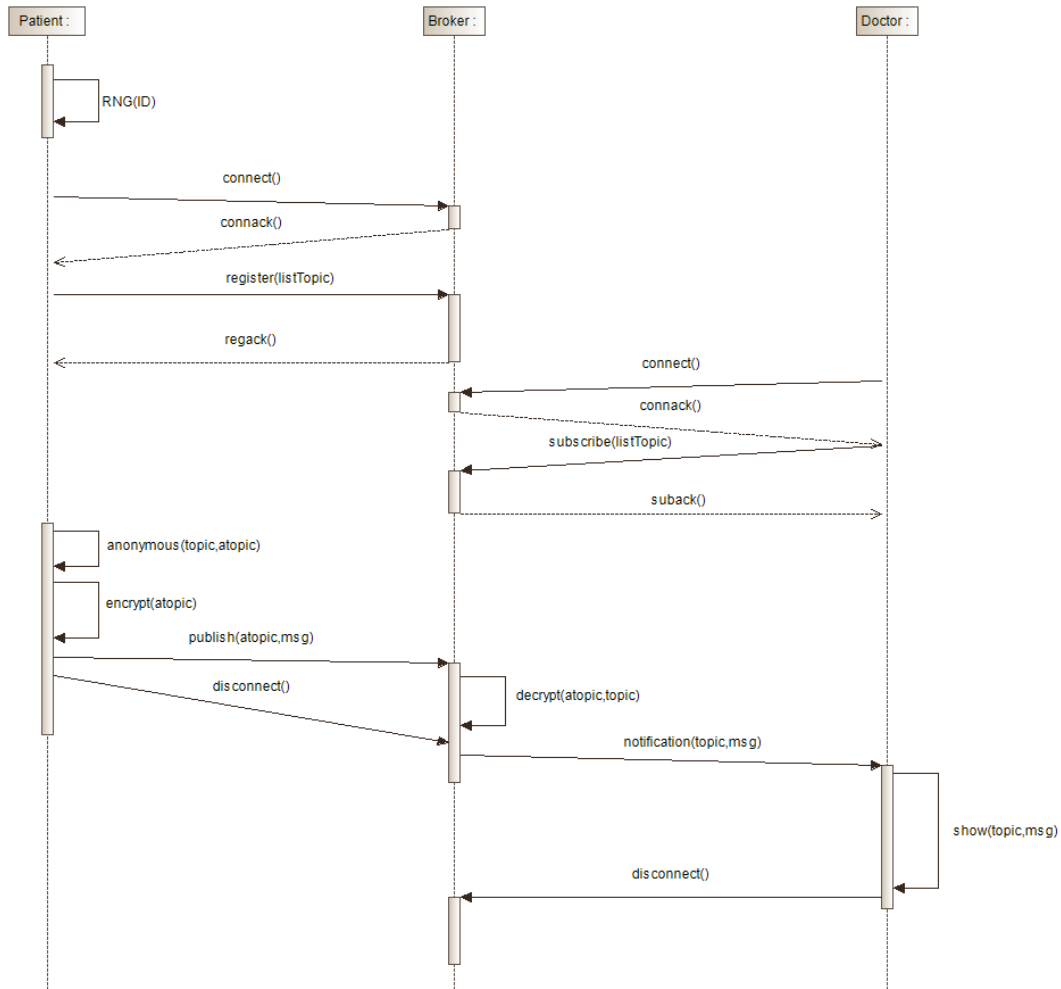 Patient :
Broker :
Doctor :
RNG(ID)
connect()
connack()
register(listTopic)
regack()
connect()
connack()
subscribe(listTopic)
suback()
anonymous(topic,atopic)
encrypt(atopic)
publish(atopic,msg)
disconnect()
decrypt(atopic,topic)
notification(topic,msg)
show(topic,msg)
disconnect()